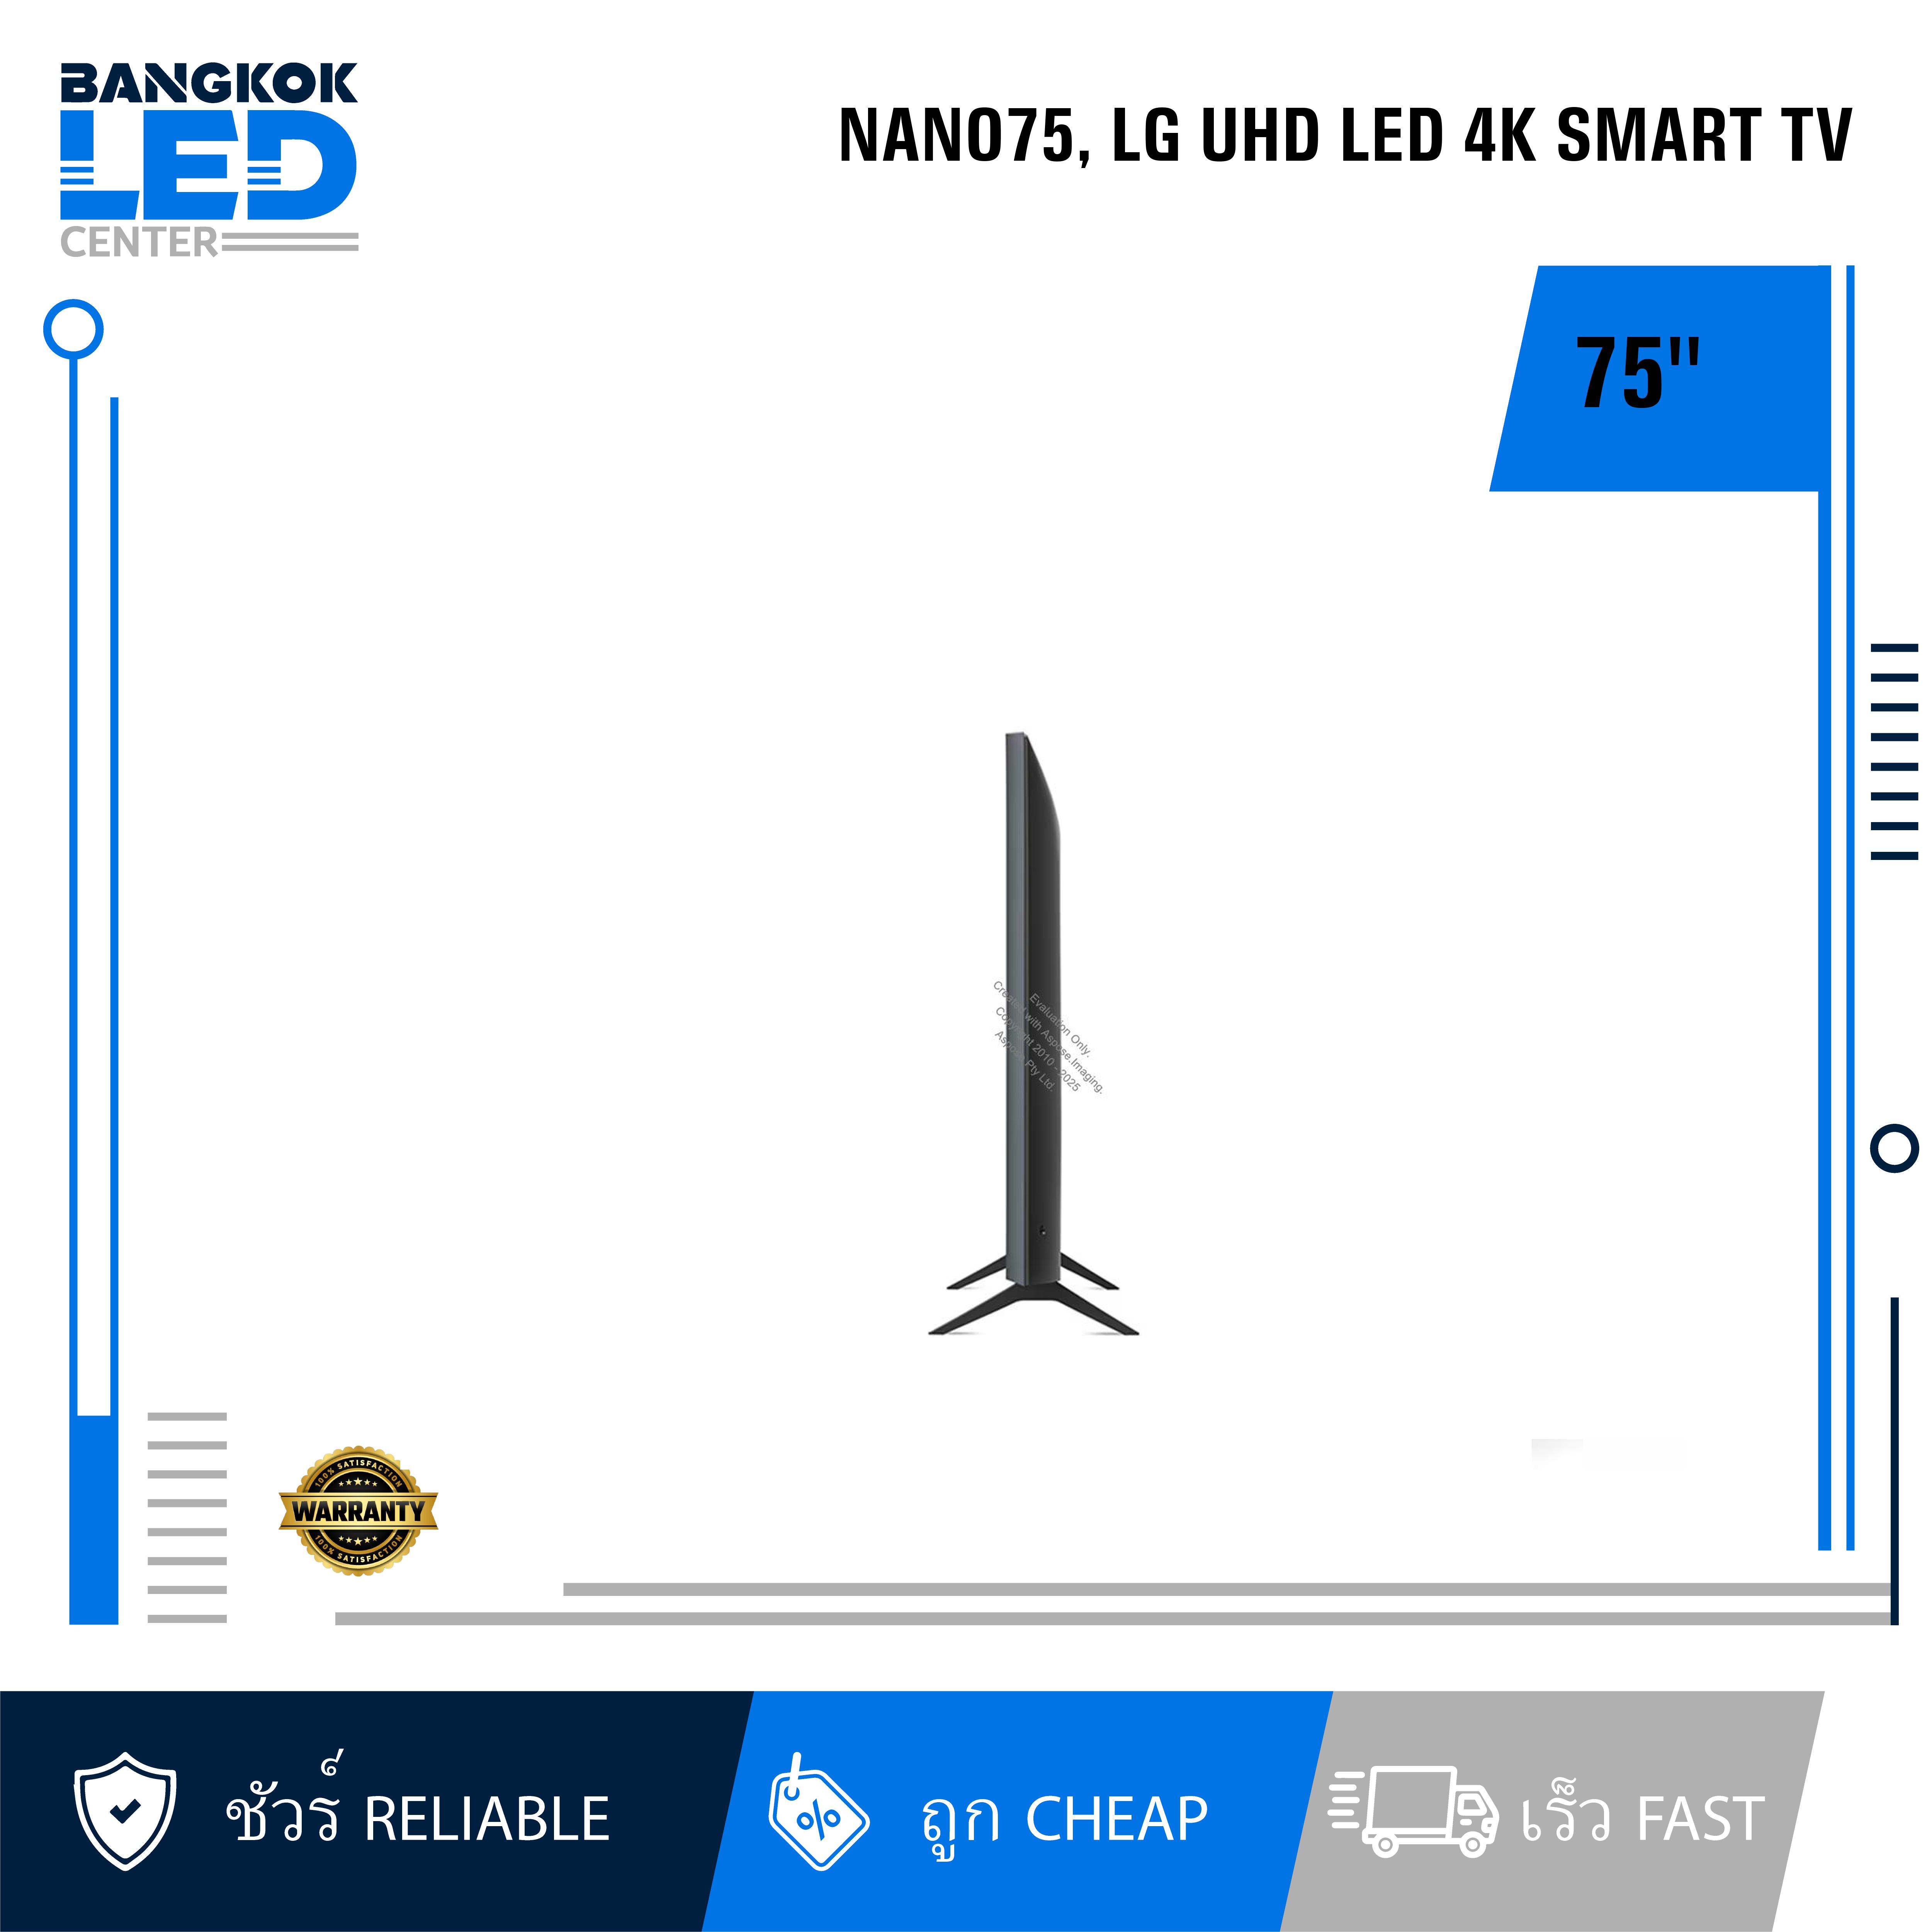 BANGKOK
LED
CENTER
NANO75, LG UHD LED 4K SMART TV
75"
Evaluation Only.
Created with Aspose.Imaging.
Copyright 2010 - 2025
Aspose Pty Ltd
100% SATISFACTION
WARRANTY
100% SATISFACTION
ชัวร์ RELIABLE
ถูก CHEAP
เร็ว FAST